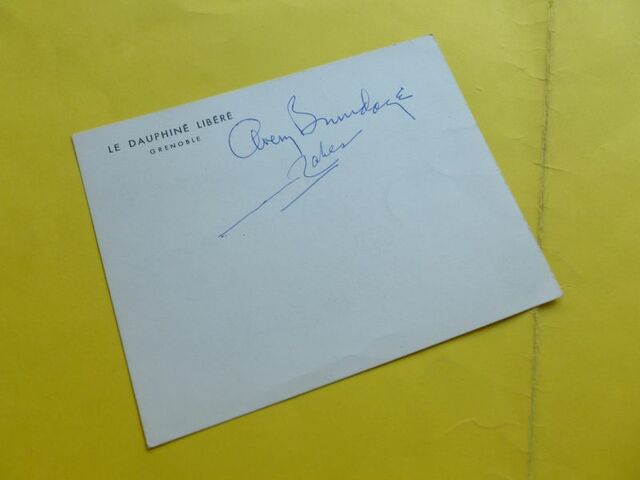 LE DAUPHINÉ LIBÉRÉ
GRENOBLE
Avery Brundage